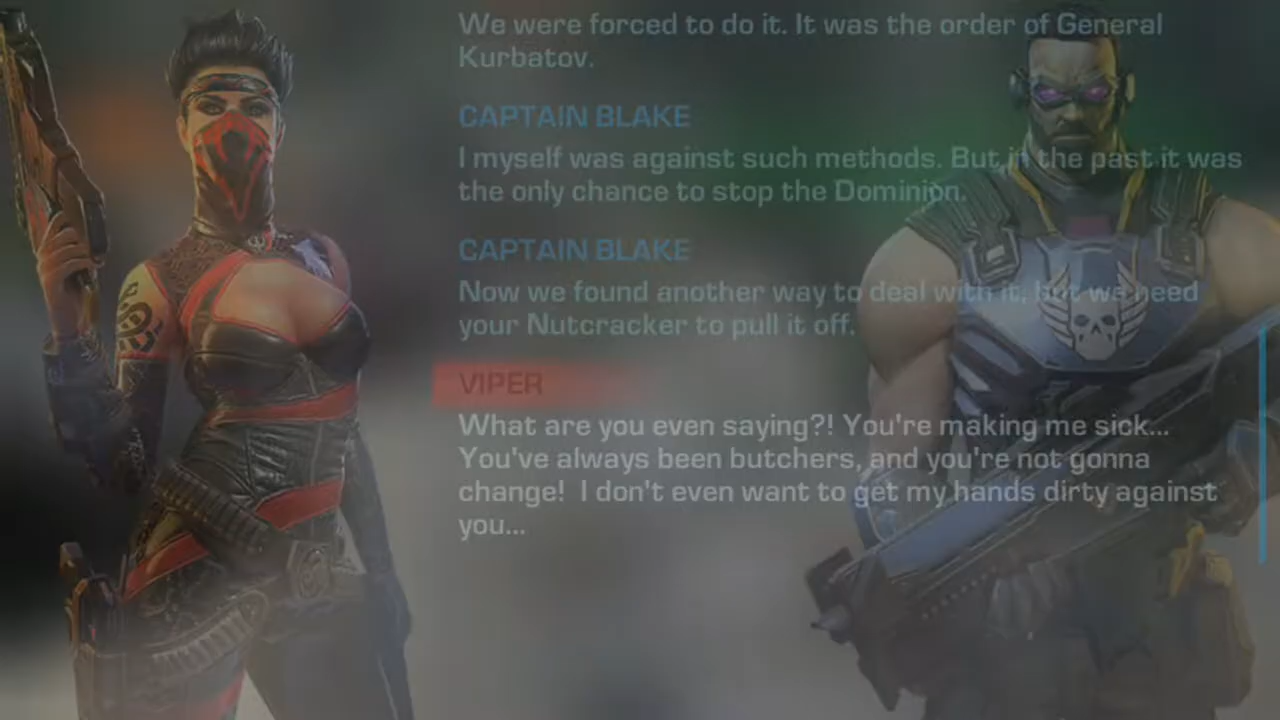 We were forced to do it. It was the order of General
Kurbatov.
CAPTAIN BLAKE
I myself was against such methods. But in the past it was
the only chance to stop the Dominion.
CAPTAIN BLAKE
Now we found another way to deal with it, but we need
your Nutcracker to pull it off.
VIPER
What are you even saying?! You're making me sick...
You've always been butchers, and you're not gonna
change! I don't even want to get my hands dirty against
you...